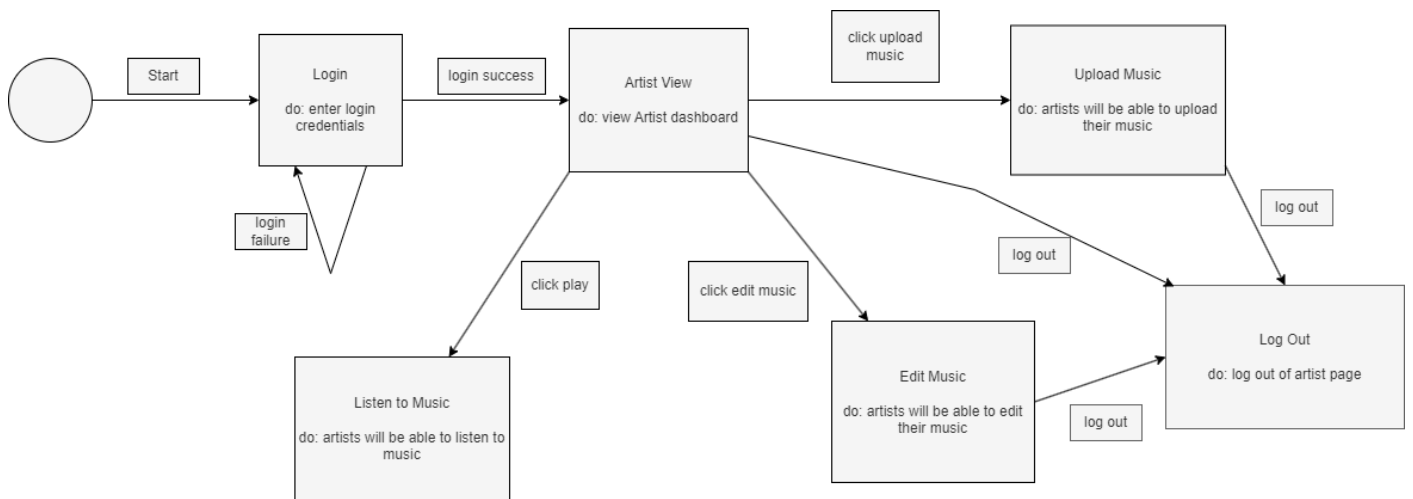 Start
Login
do: enter login
credentials
login success
login
failure
Artist View
do: view Artist dashboard
click upload
music
Upload Music
do: artists will be able to upload
their music
log out
log out
click play
click edit music
Listen to Music
do: artists will be able to listen to
music
Edit Music
do: artists will be able to edit
their music
log out
Log Out
do: log out of artist page